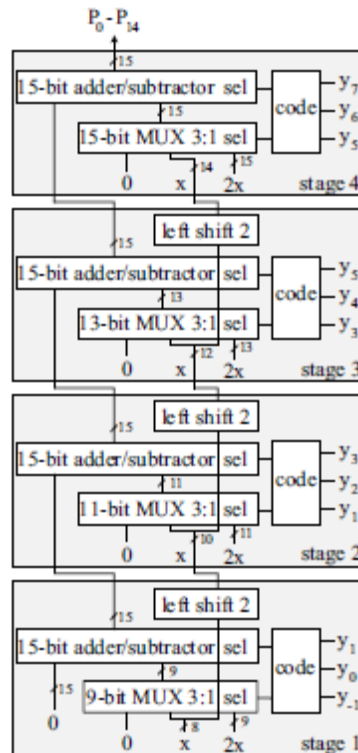 P0 - P14
15
15-bit adder/subtractor sel
15
15-bit MUX 3:1 sel
code
y7
y6
y5
14
15
0
x
2x
stage 4
left shift 2
15
15-bit adder/subtractor sel
13
13-bit MUX 3:1 sel
code
y5
y4
y3
12
13
0
x
2x
stage 3
left shift 2
15
15-bit adder/subtractor sel
11
11-bit MUX 3:1 sel
code
y3
y2
y1
10
11
0
x
2x
stage 2
left shift 2
15
15-bit adder/subtractor sel
15
0
9
9-bit MUX 3:1 sel
code
y1
y0
y-1
8
9
0
x
2x
stage 1